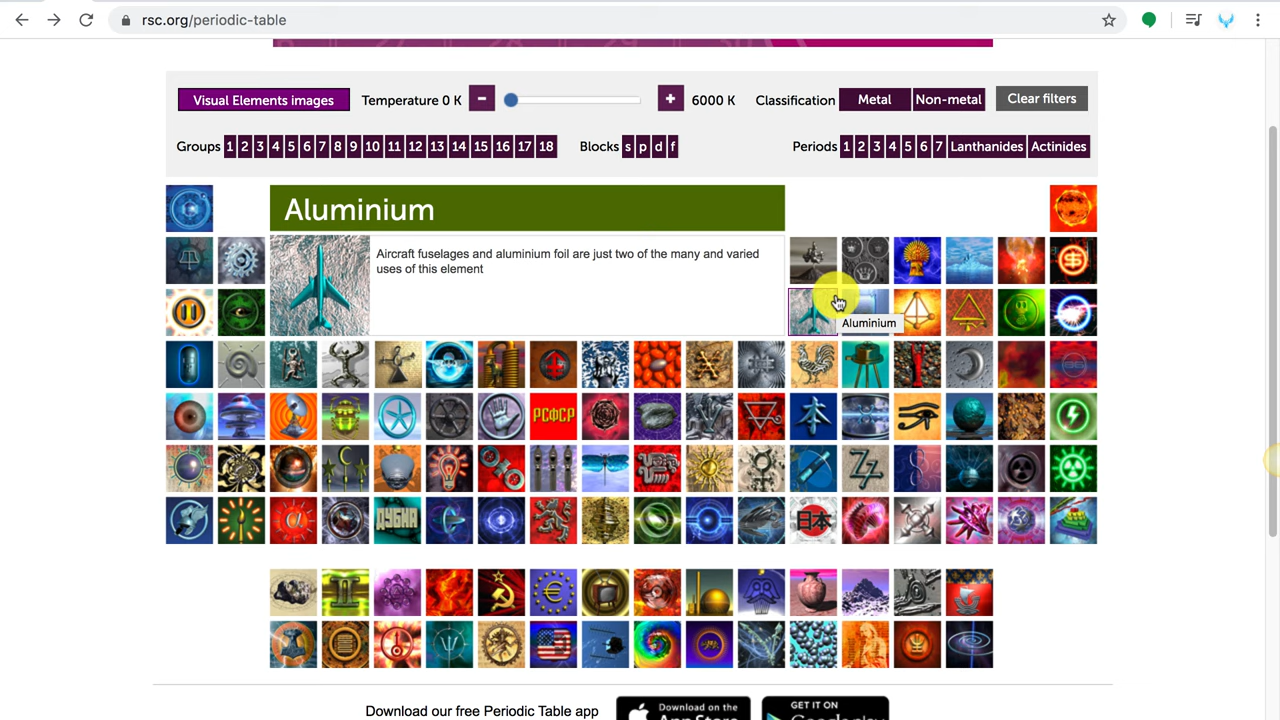 rsc.org/periodic-table
Visual Elements images
Temperature 0 K
-
+
6000 K
Classification
Metal
Non-metal
Clear filters
Groups 1 2 3 4 5 6 7 8 9 10 11 12 13 14 15 16 17 18
Blocks s p d f
Periods 1 2 3 4 5 6 7 Lanthanides Actinides
Aluminium
Aircraft fuselages and aluminium foil are just two of the many and varied
uses of this element
Aluminium
РСФСР
ДУБНА
日本
Download our free Periodic Table app
Download on the
GET IT ON